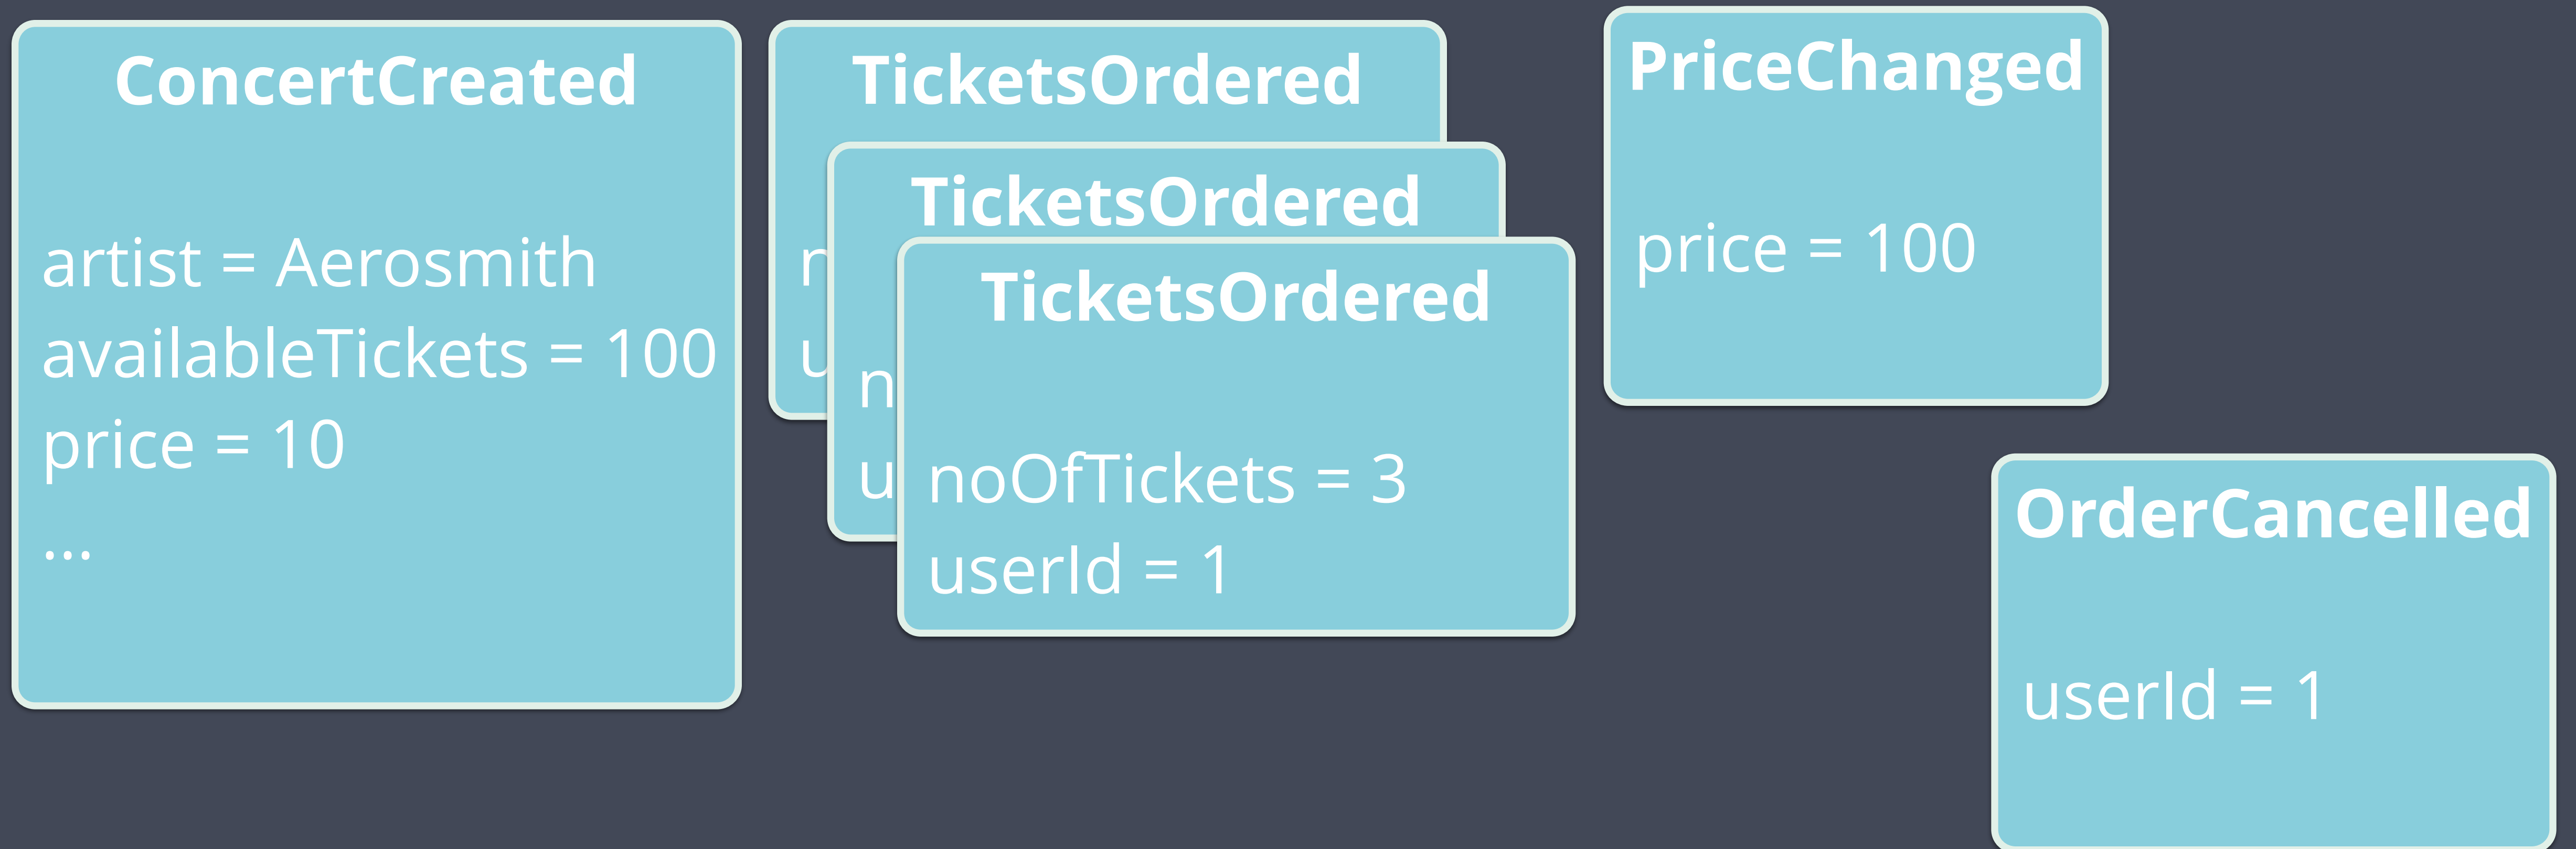 ConcertCreated
artist = Aerosmith
availableTickets = 100
price = 10
...
TicketsOrdered
n
u
TicketsOrdered
n
u
TicketsOrdered
noOfTickets = 3
userId = 1
PriceChanged
price = 100
OrderCancelled
userId = 1